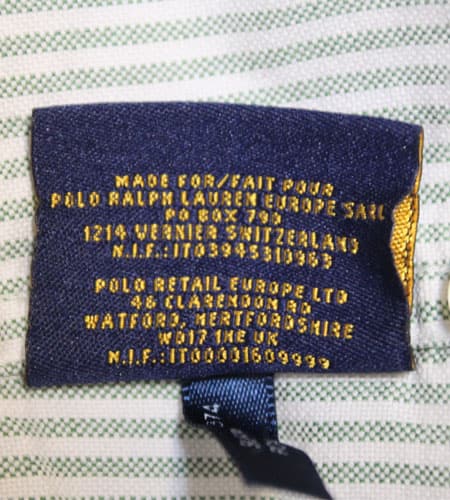 MADE FOR/FAIT POUR
POLO RALPH LAUREN EUROPE SARL
PO BOX 793
1214 VERNIER SWITZERLAND
N.I.F.:IT03945310963
POLO RETAIL EUROPE LTD
46 CLARENDON RD
WATFORD, HERTFORDSHIRE
WD17 1HE UK
N.I.F.:IT00001609999